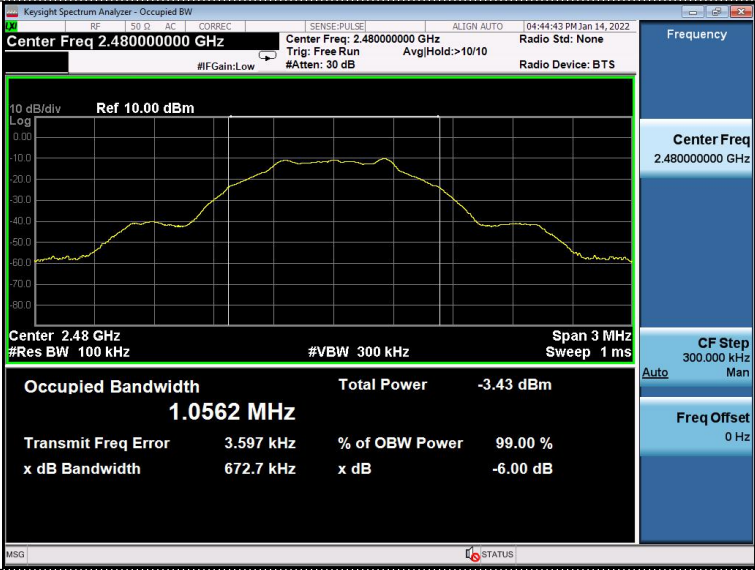 Keysight Spectrum Analyzer - Occupied BW
RF 50 Ω AC CORREC SENSE:PULSE ALIGN AUTO 04:44:43 PM Jan 14, 2022
Center Freq 2.480000000 GHz
Center Freq: 2.480000000 GHz Radio Std: None
Trig: Free Run Avg|Hold:>10/10
#IFGain:Low #Atten: 30 dB Radio Device: BTS
Frequency
10 dB/div Ref 10.00 dBm
Log
0.00
-10.0
-20.0
-30.0
-40.0
-50.0
-60.0
-70.0
-80.0
Center 2.48 GHz Span 3 MHz
#Res BW 100 kHz #VBW 300 kHz Sweep 1 ms
Occupied Bandwidth Total Power -3.43 dBm
1.0562 MHz
Transmit Freq Error 3.597 kHz % of OBW Power 99.00 %
x dB Bandwidth 672.7 kHz x dB -6.00 dB
Center Freq
2.480000000 GHz
CF Step
300.000 kHz
Auto Man
Freq Offset
0 Hz
MSG STATUS